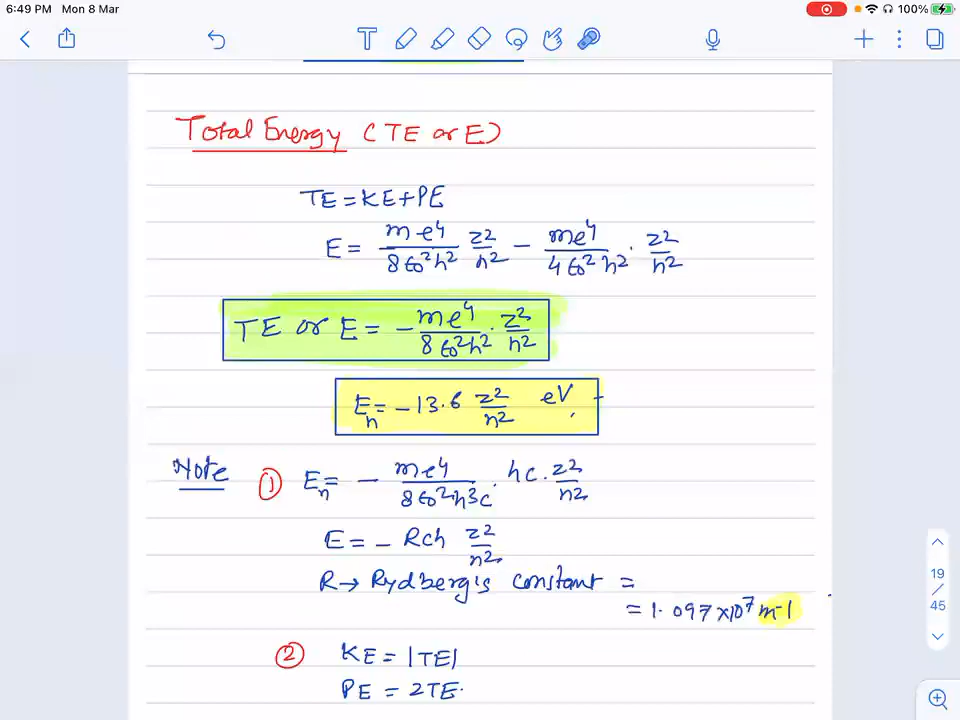 6:49 PM Mon 8 Mar 100%
Total Energy (TE or E)
TE = KE + PE
E = me⁴/8ε₀²h² z²/n² − me⁴/4ε₀²h² · z²/n²
TE or E = − me⁴/8ε₀²h² · z²/n²
Eₙ = − 13.6 z²/n² eV
Note ① Eₙ = − me⁴/8ε₀²h³c · hc · z²/n²
E = − Rch z²/n²
R → Rydberg's constant =
= 1.097 × 10⁷ m-1
② KE = |TE|
PE = 2TE.
19
/
45